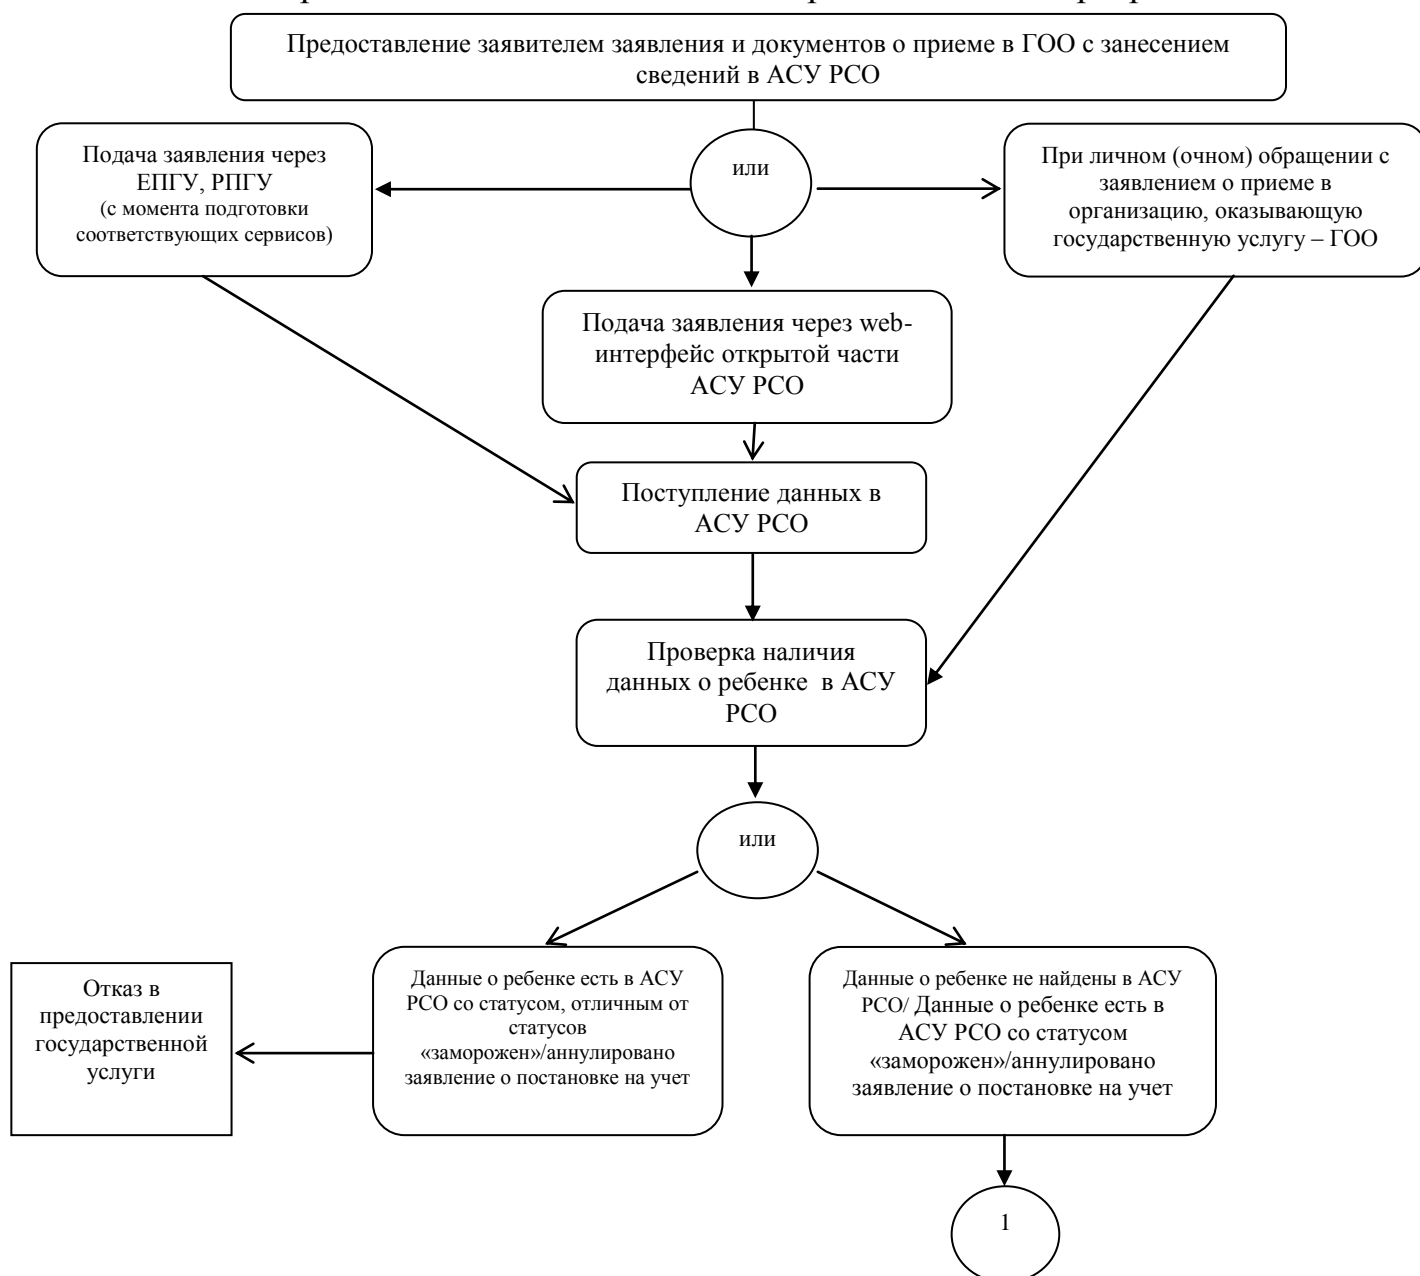 Предоставление заявителем заявления и документов о приеме в ГОО с занесением
сведений в АСУ РСО
или
Подача заявления через
ЕПГУ, РПГУ
(с момента подготовки
соответствующих сервисов)
При личном (очном) обращении с
заявлением о приеме в
организацию, оказывающую
государственную услугу – ГОО
Подача заявления через web-
интерфейс открытой части
АСУ РСО
Поступление данных в
АСУ РСО
Проверка наличия
данных о ребенке в АСУ
РСО
или
Отказ в
предоставлении
государственной
услуги
Данные о ребенке есть в АСУ
РСО со статусом, отличным от
статусов
«заморожен»/аннулировано
заявление о постановке на учет
Данные о ребенке не найдены в АСУ
РСО/ Данные о ребенке есть в
АСУ РСО со статусом
«заморожен»/аннулировано
заявление о постановке на учет
1